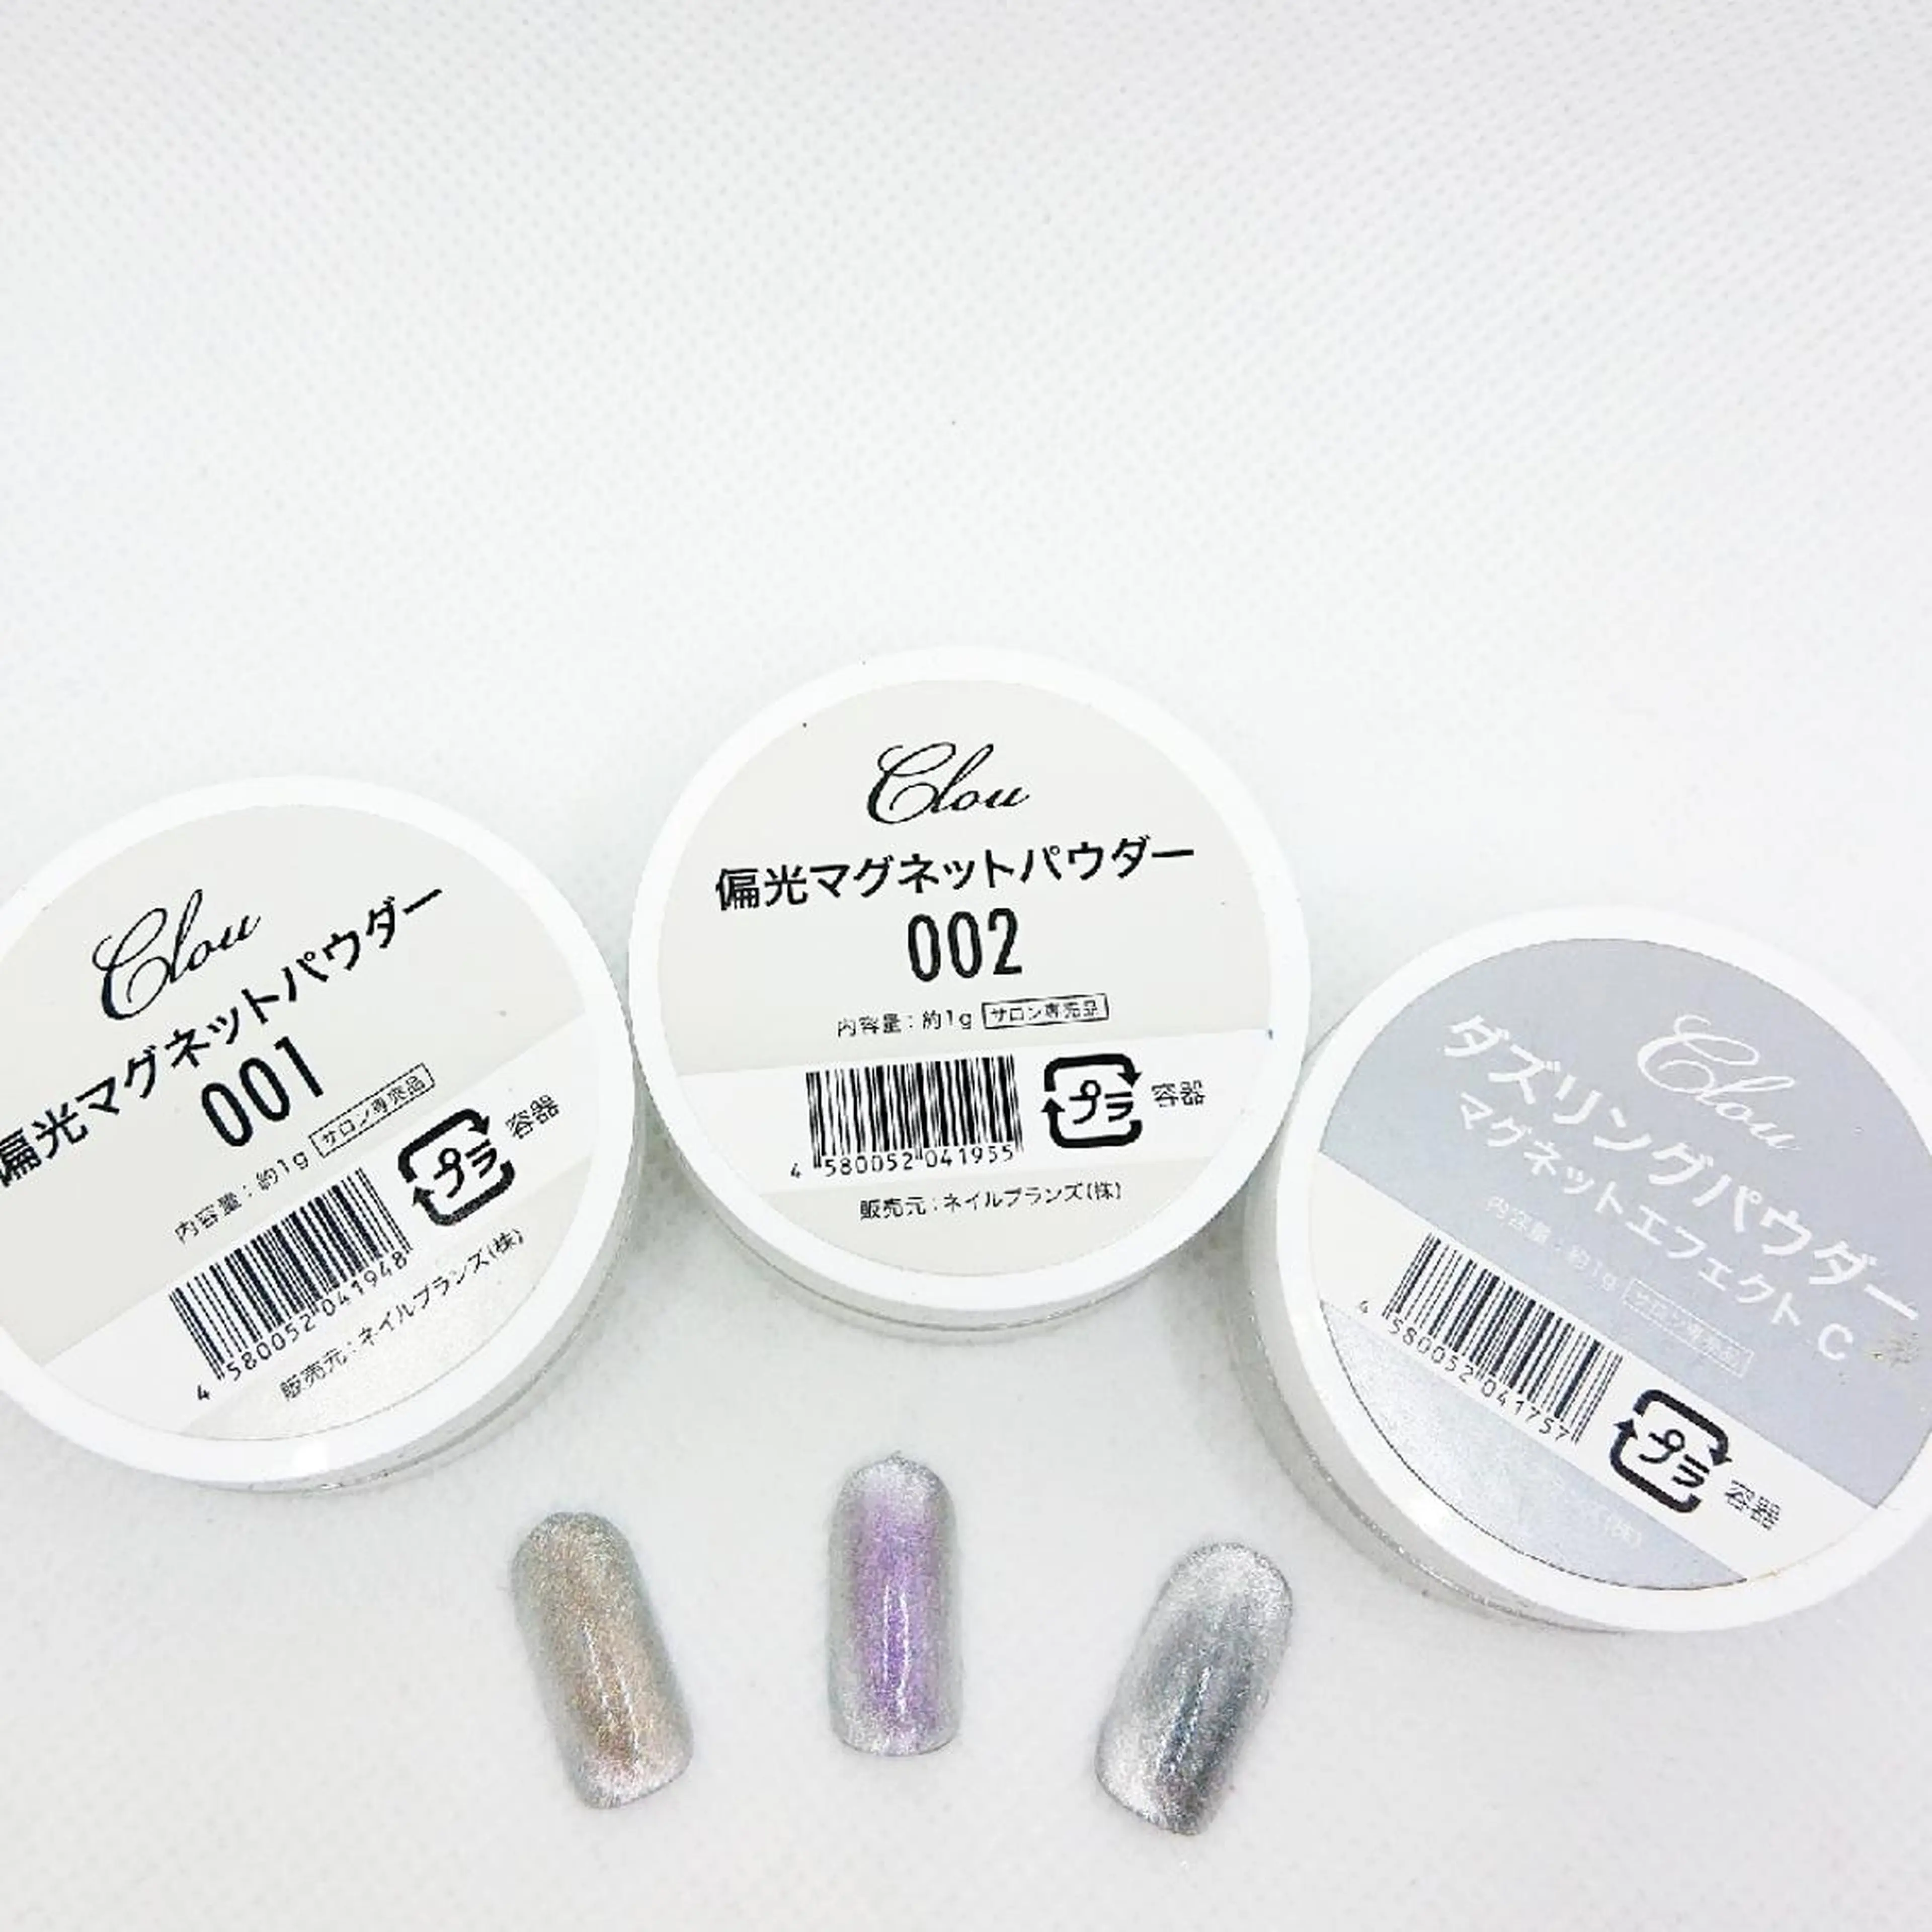 Clou
偏光マグネットパウダー
001
内容量：約1g サロン専売品
4 580052 041948
プラ 容器
販売元：ネイルブランズ(株)
Clou
偏光マグネットパウダー
002
内容量：約1g サロン専売品
4 580052 041955
プラ 容器
販売元：ネイルブランズ(株)
Clou
ダズリングパウダー
マグネットエフェクト C
内容量：約1g サロン専売品
4 580052 041757
プラ 容器
(株)